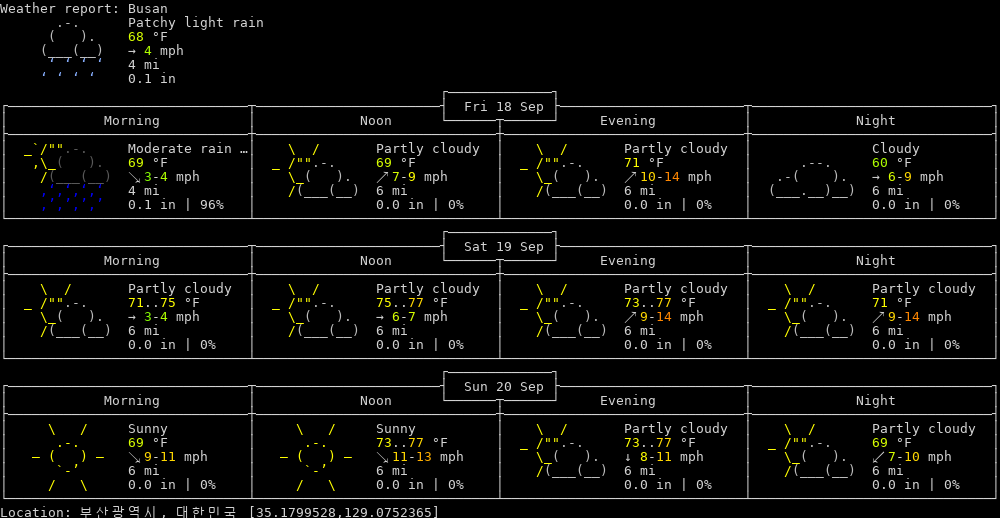 Weather report: Busan
Patchy light rain
68 °F
→ 4 mph
4 mi
0.1 in
Fri 18 Sep
Morning Noon Evening Night
Moderate rain … Partly cloudy Partly cloudy Cloudy
69 °F 69 °F 71 °F 60 °F
↘ 3-4 mph ↗ 7-9 mph ↗ 10-14 mph → 6-9 mph
4 mi 6 mi 6 mi 6 mi
0.1 in | 96% 0.0 in | 0% 0.0 in | 0% 0.0 in | 0%
Sat 19 Sep
Morning Noon Evening Night
Partly cloudy Partly cloudy Partly cloudy Partly cloudy
71..75 °F 75..77 °F 73..77 °F 71 °F
→ 3-4 mph → 6-7 mph ↗ 9-14 mph ↗ 9-14 mph
6 mi 6 mi 6 mi 6 mi
0.0 in | 0% 0.0 in | 0% 0.0 in | 0% 0.0 in | 0%
Sun 20 Sep
Morning Noon Evening Night
Sunny Sunny Partly cloudy Partly cloudy
69 °F 73..77 °F 73..77 °F 69 °F
↘ 9-11 mph ↘ 11-13 mph ↓ 8-11 mph ↙ 7-10 mph
6 mi 6 mi 6 mi 6 mi
0.0 in | 0% 0.0 in | 0% 0.0 in | 0% 0.0 in | 0%
Location: 부산광역시, 대한민국 [35.1799528,129.0752365]